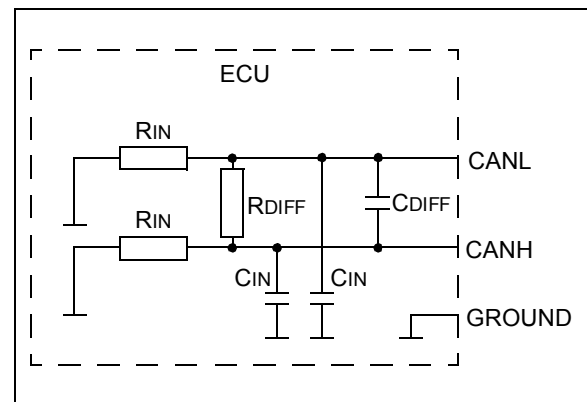 ECU
RIN
CANL
RDIFF
CDIFF
RIN
CANH
CIN
CIN
GROUND